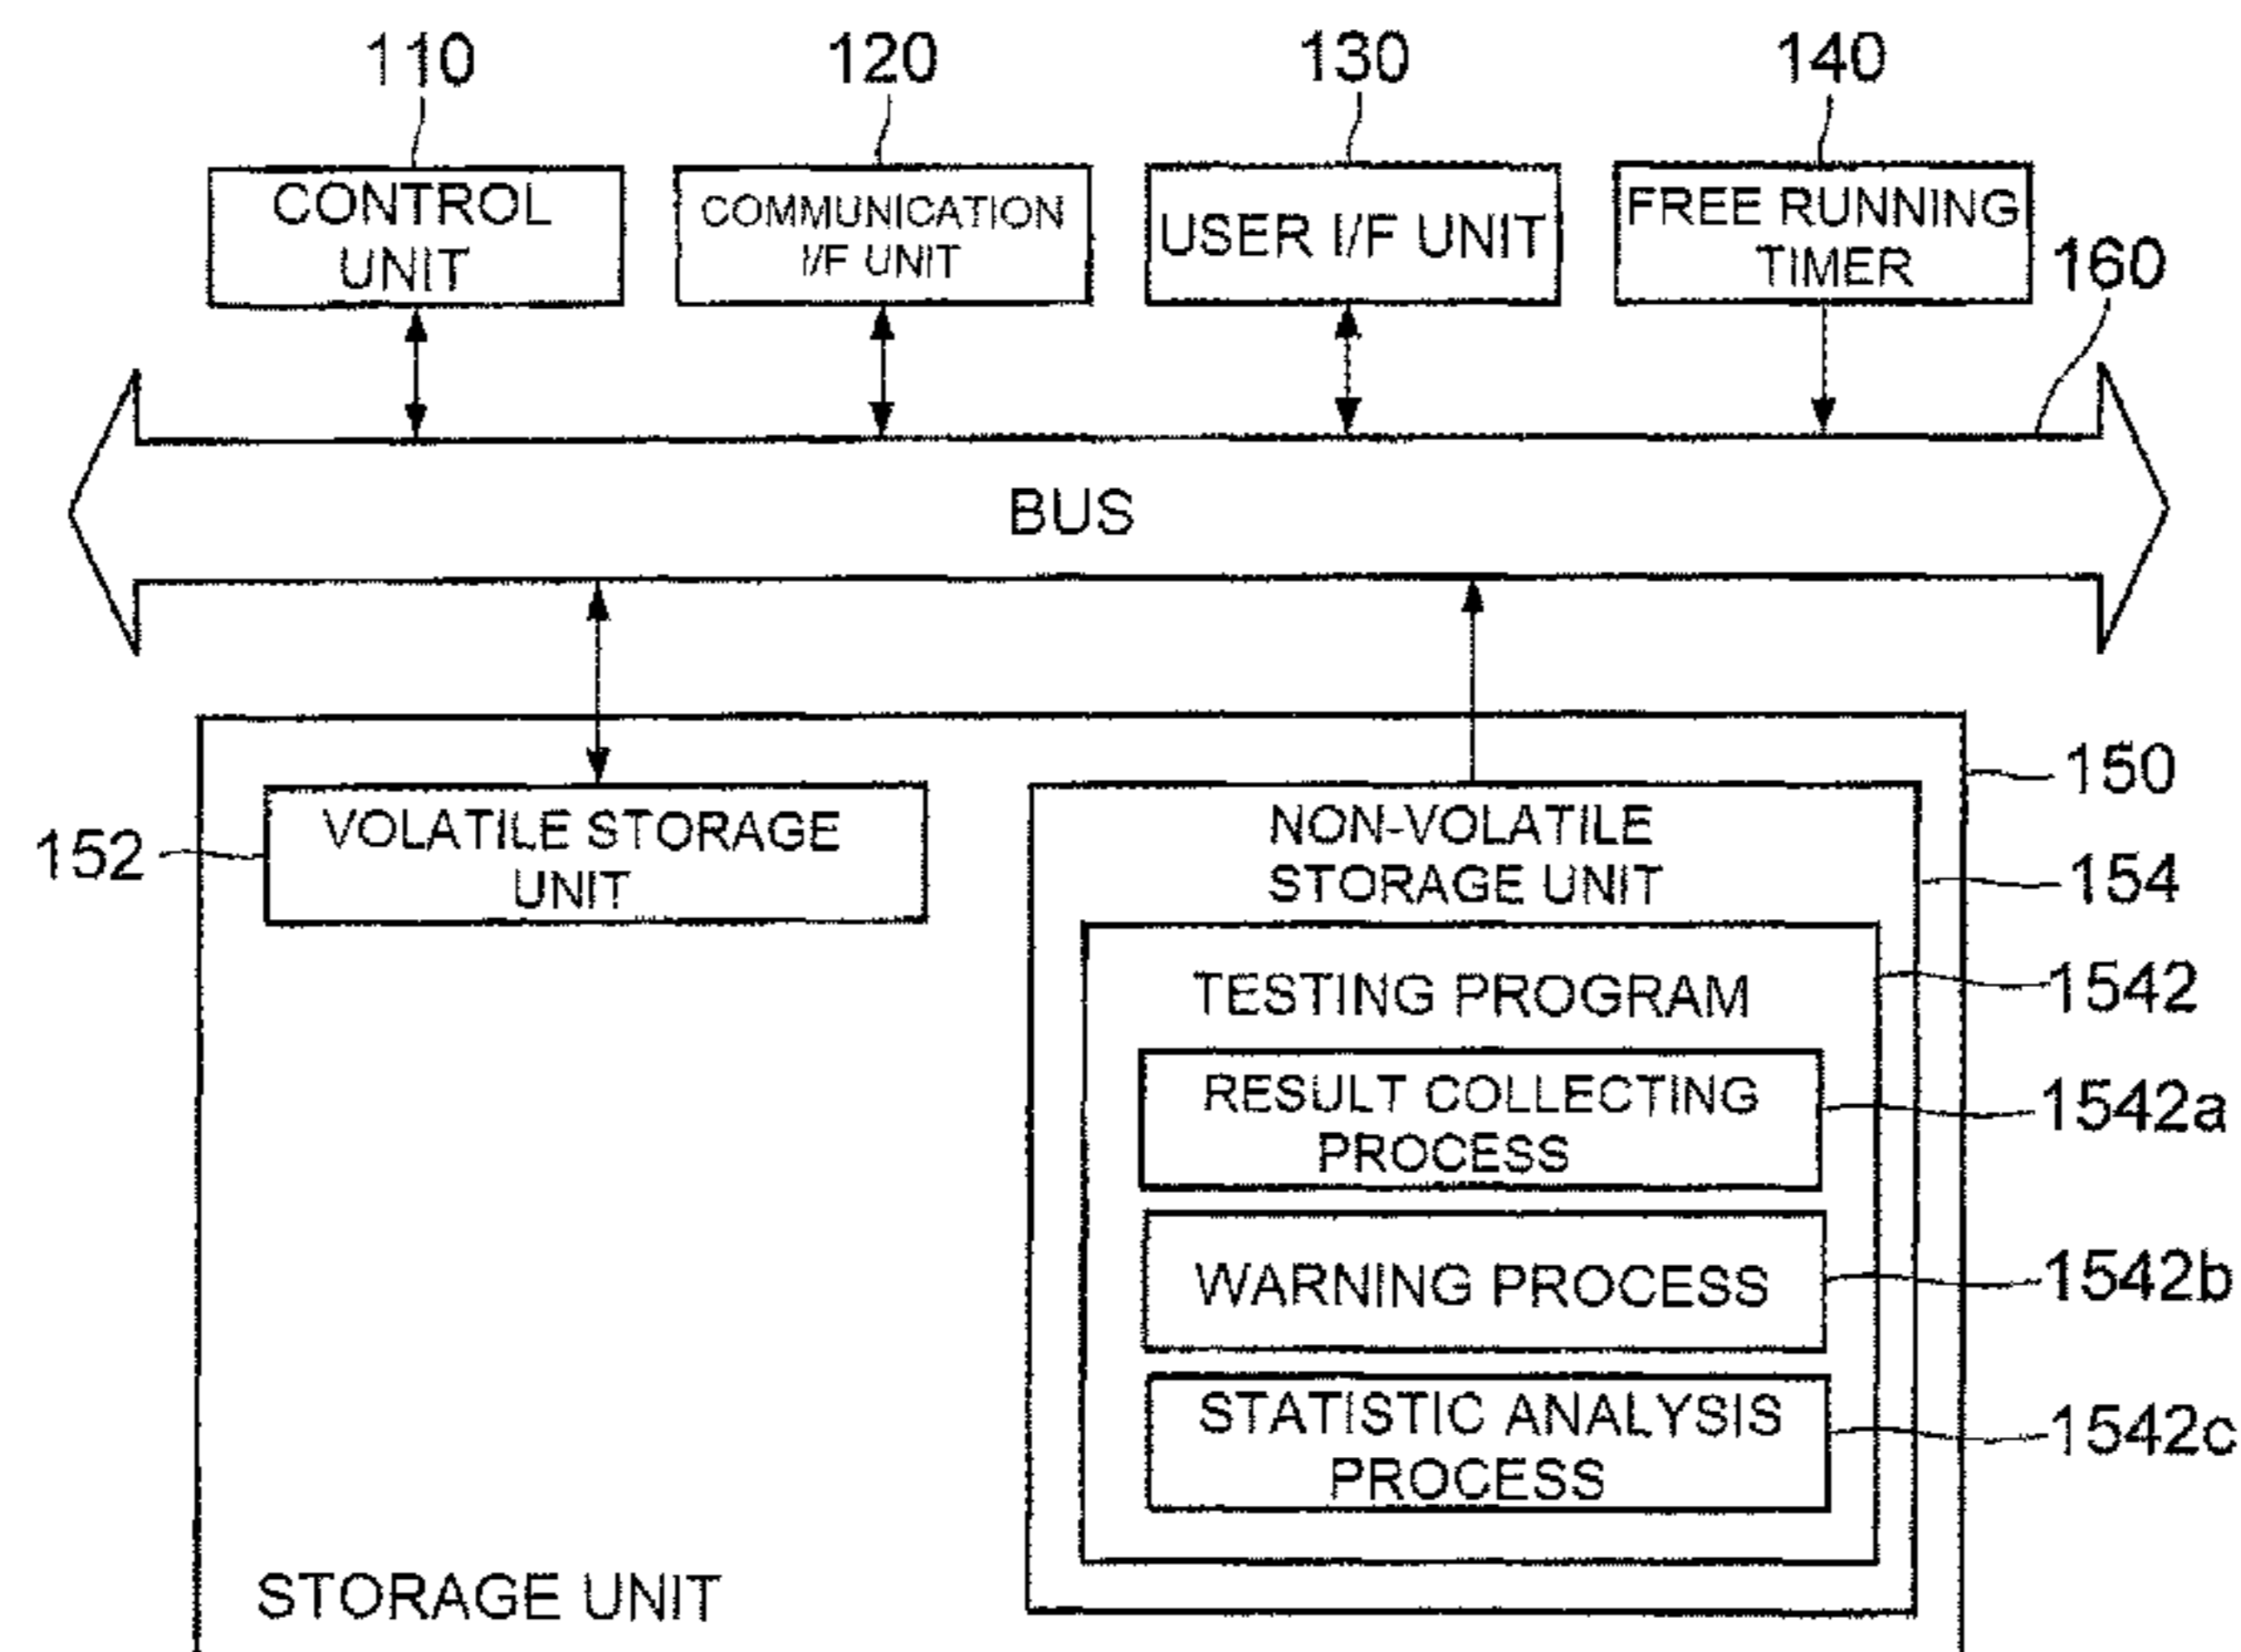 110
120
130
140
CONTROL
UNIT
COMMUNICATION
I/F UNIT
USER I/F UNIT
FREE RUNNING
TIMER
160
BUS
150
152
VOLATILE STORAGE
UNIT
NON-VOLATILE
STORAGE UNIT
154
TESTING PROGRAM
1542
RESULT COLLECTING
PROCESS
1542a
WARNING PROCESS
1542b
STATISTIC ANALYSIS
PROCESS
1542c
STORAGE UNIT